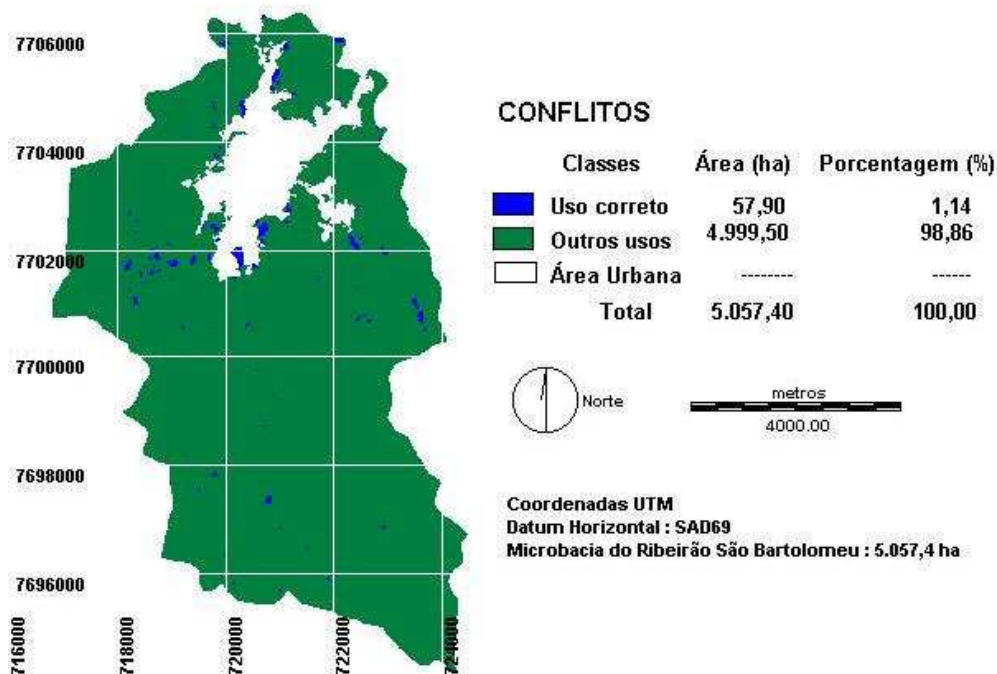 7706000
7704000
7702000
7700000
7698000
7696000
716000
718000
720000
722000
724000
CONFLITOS
Classes Área (ha) Porcentagem (%)
Uso correto 57,90 1,14
Outros usos 4.999,50 98,86
Área Urbana -------- -----
Total 5.057,40 100,00
Norte
metros
4000.00
Coordenadas UTM
Datum Horizontal : SAD69
Microbacia do Ribeirão São Bartolomeu : 5.057,4 ha